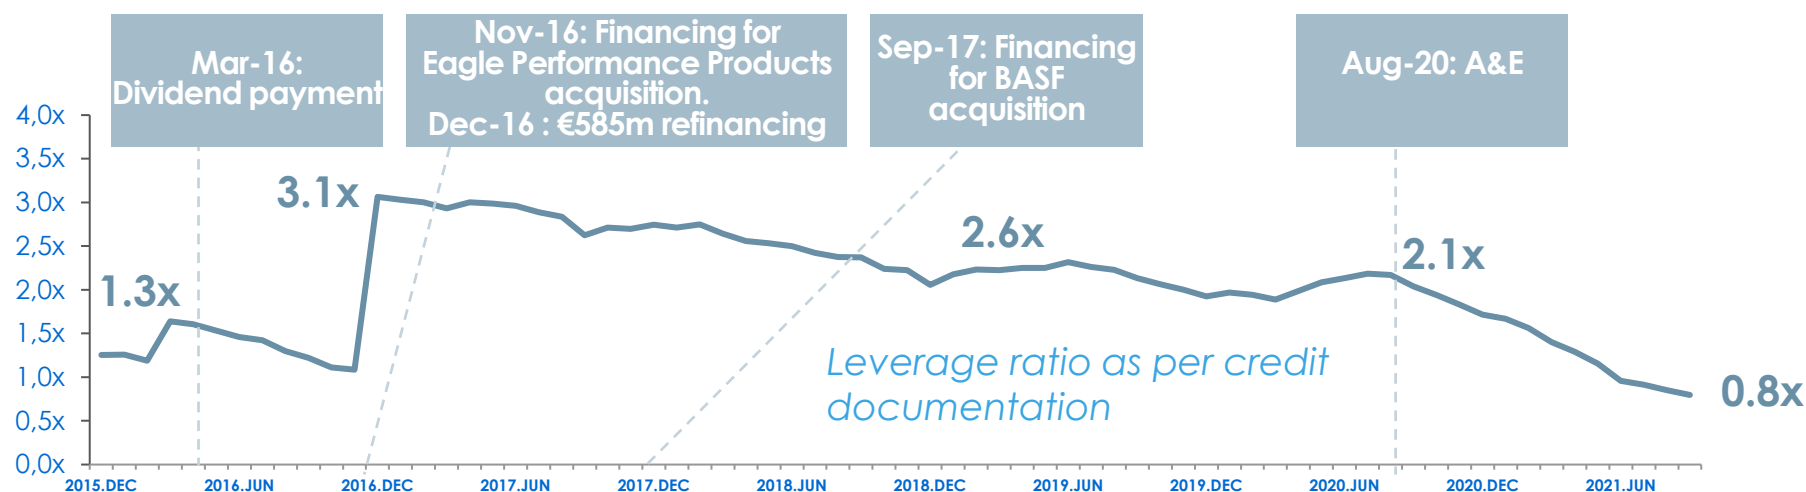 Mar-16:
Dividend payment
Nov-16: Financing for
Eagle Performance Products
acquisition.
Dec-16 : €585m refinancing
Sep-17: Financing
for BASF
acquisition
Aug-20: A&E
4,0x
3,5x
3,0x
2,5x
2,0x
1,5x
1,0x
0,5x
0,0x
1.3x
3.1x
2.6x
2.1x
0.8x
Leverage ratio as per credit
documentation
2015.DEC
2016.JUN
2016.DEC
2017.JUN
2017.DEC
2018.JUN
2018.DEC
2019.JUN
2019.DEC
2020.JUN
2020.DEC
2021.JUN